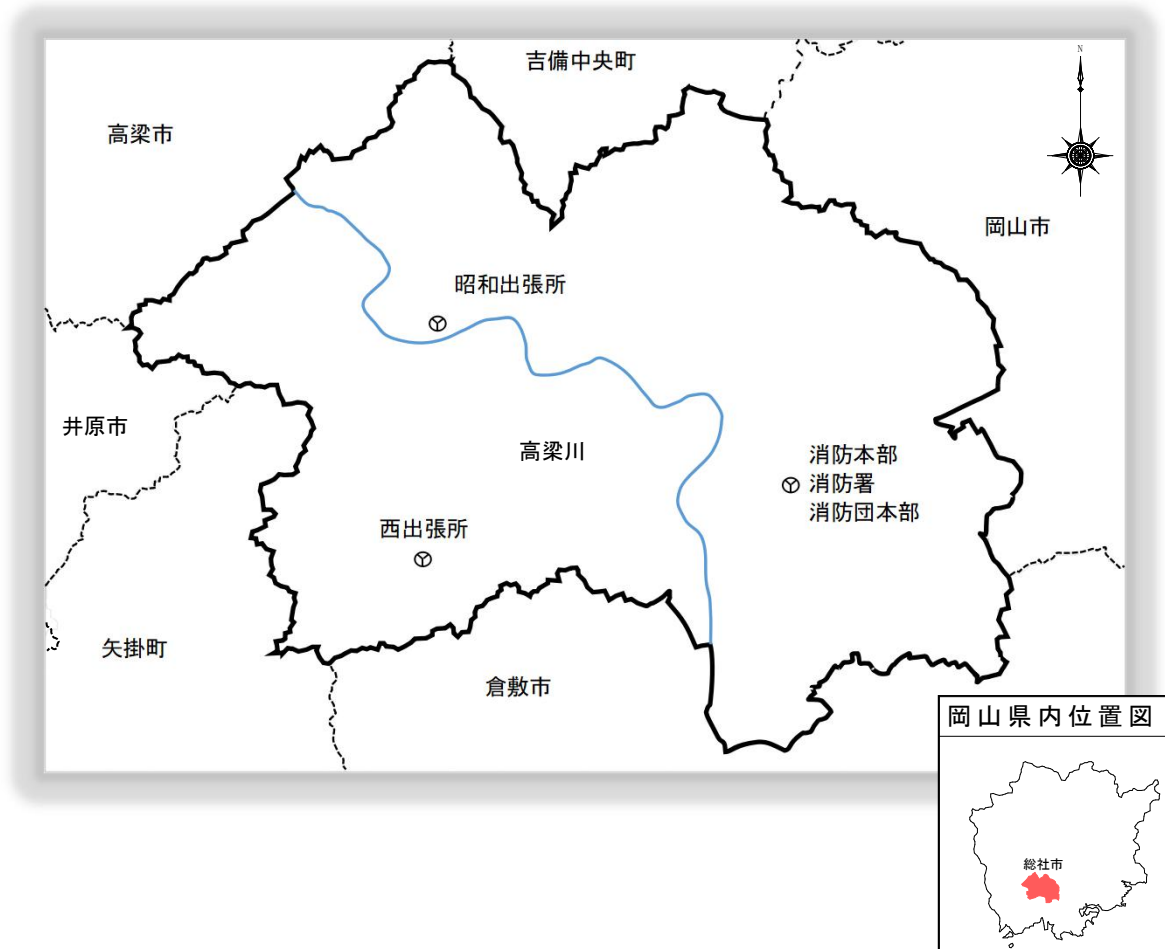 吉備中央町
N
高梁市
岡山市
昭和出張所
井原市
高梁川
消防本部
消防署
消防団本部
西出張所
矢掛町
倉敷市
岡山県内位置図
総社市